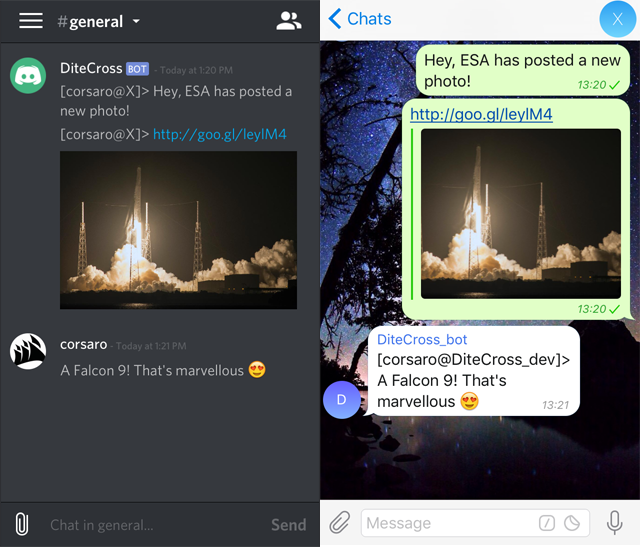 #general
DiteCross BOT - Today at 1:20 PM
[corsaro@X]> Hey, ESA has posted a
new photo!
[corsaro@X]> http://goo.gl/leylM4
corsaro - Today at 1:21 PM
A Falcon 9! That's marvellous 😍
Chat in general...
Send
Chats
X
Hey, ESA has posted a new
photo!
13:20
http://goo.gl/leylM4
13:20
DiteCross_bot
[corsaro@DiteCross_dev]>
A Falcon 9! That's
marvellous 😍
13:21
D
Message